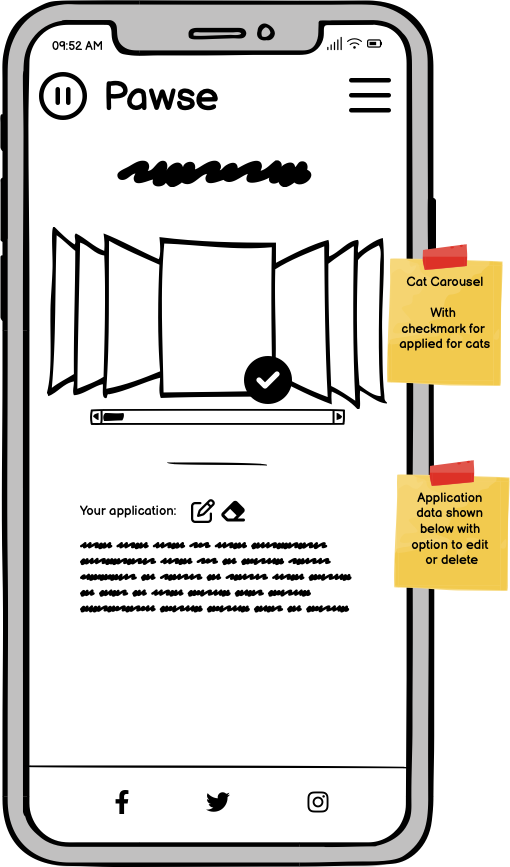 09:52 AM
Pawse
Cat Carousel
With
checkmark for
applied for cats
Your application:
Application
data shown
below with
option to edit
or delete